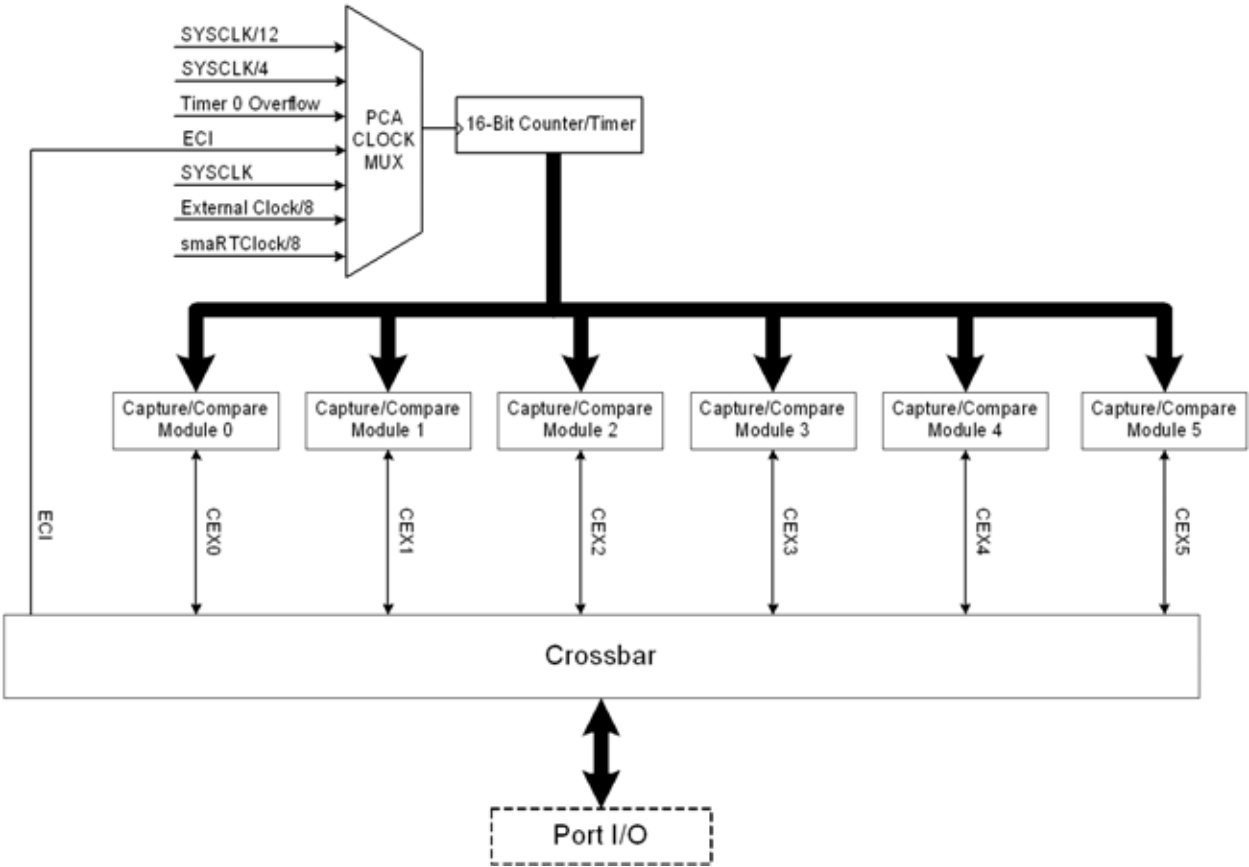 SYSCLK/12
SYSCLK/4
Timer 0 Overflow
ECI
SYSCLK
External Clock/8
smaRTClock/8
PCA
CLOCK
MUX
16-Bit Counter/Timer
Capture/Compare
Module 0
Capture/Compare
Module 1
Capture/Compare
Module 2
Capture/Compare
Module 3
Capture/Compare
Module 4
Capture/Compare
Module 5
ECI
CEX0
CEX1
CEX2
CEX3
CEX4
CEX5
Crossbar
Port I/O